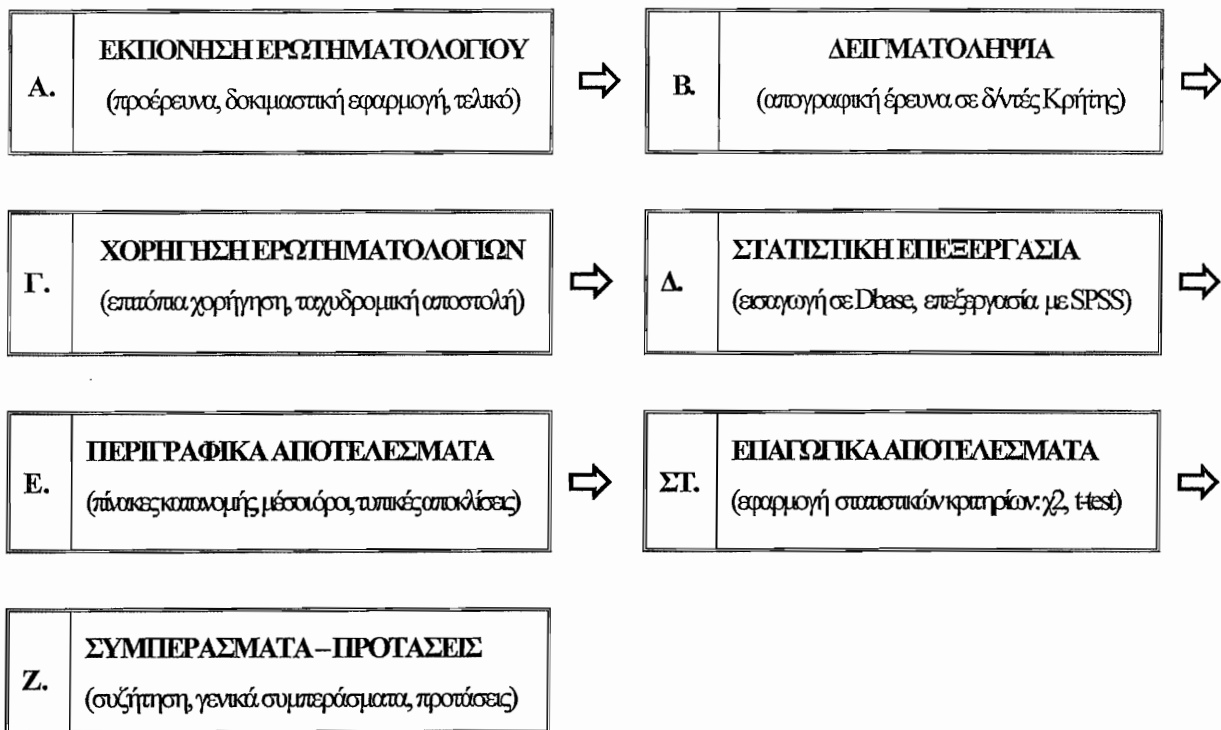 Α. ΕΚΠΟΝΗΣΗ ΕΡΩΤΗΜΑΤΟΛΟΓΙΟΥ
(προέρευνα, δοκιμαστική εφαρμογή, τελικό)
Β. ΔΕΙΓΜΑΤΟΛΗΨΙΑ
(απογραφική έρευνα σε δ/ντές Κρήτης)
Γ. ΧΟΡΗΓΗΣΗ ΕΡΩΤΗΜΑΤΟΛΟΓΙΩΝ
(επιτόπια χορήγηση, ταχυδρομική αποστολή)
Δ. ΣΤΑΤΙΣΤΙΚΗ ΕΠΕΞΕΡΓΑΣΙΑ
(εισαγωγή σε Dbase, επεξεργασία με SPSS)
Ε. ΠΕΡΙΓΡΑΦΙΚΑ ΑΠΟΤΕΛΕΣΜΑΤΑ
(πίνακες κατανομής, μέσοι όροι, τυπικές αποκλίσεις)
ΣΤ. ΕΠΑΓΩΓΙΚΑ ΑΠΟΤΕΛΕΣΜΑΤΑ
(εφαρμογή στατιστικών κριτηρίων: χ2, t-test)
Ζ. ΣΥΜΠΕΡΑΣΜΑΤΑ – ΠΡΟΤΑΣΕΙΣ
(συζήτηση, γενικά συμπεράσματα, προτάσεις)